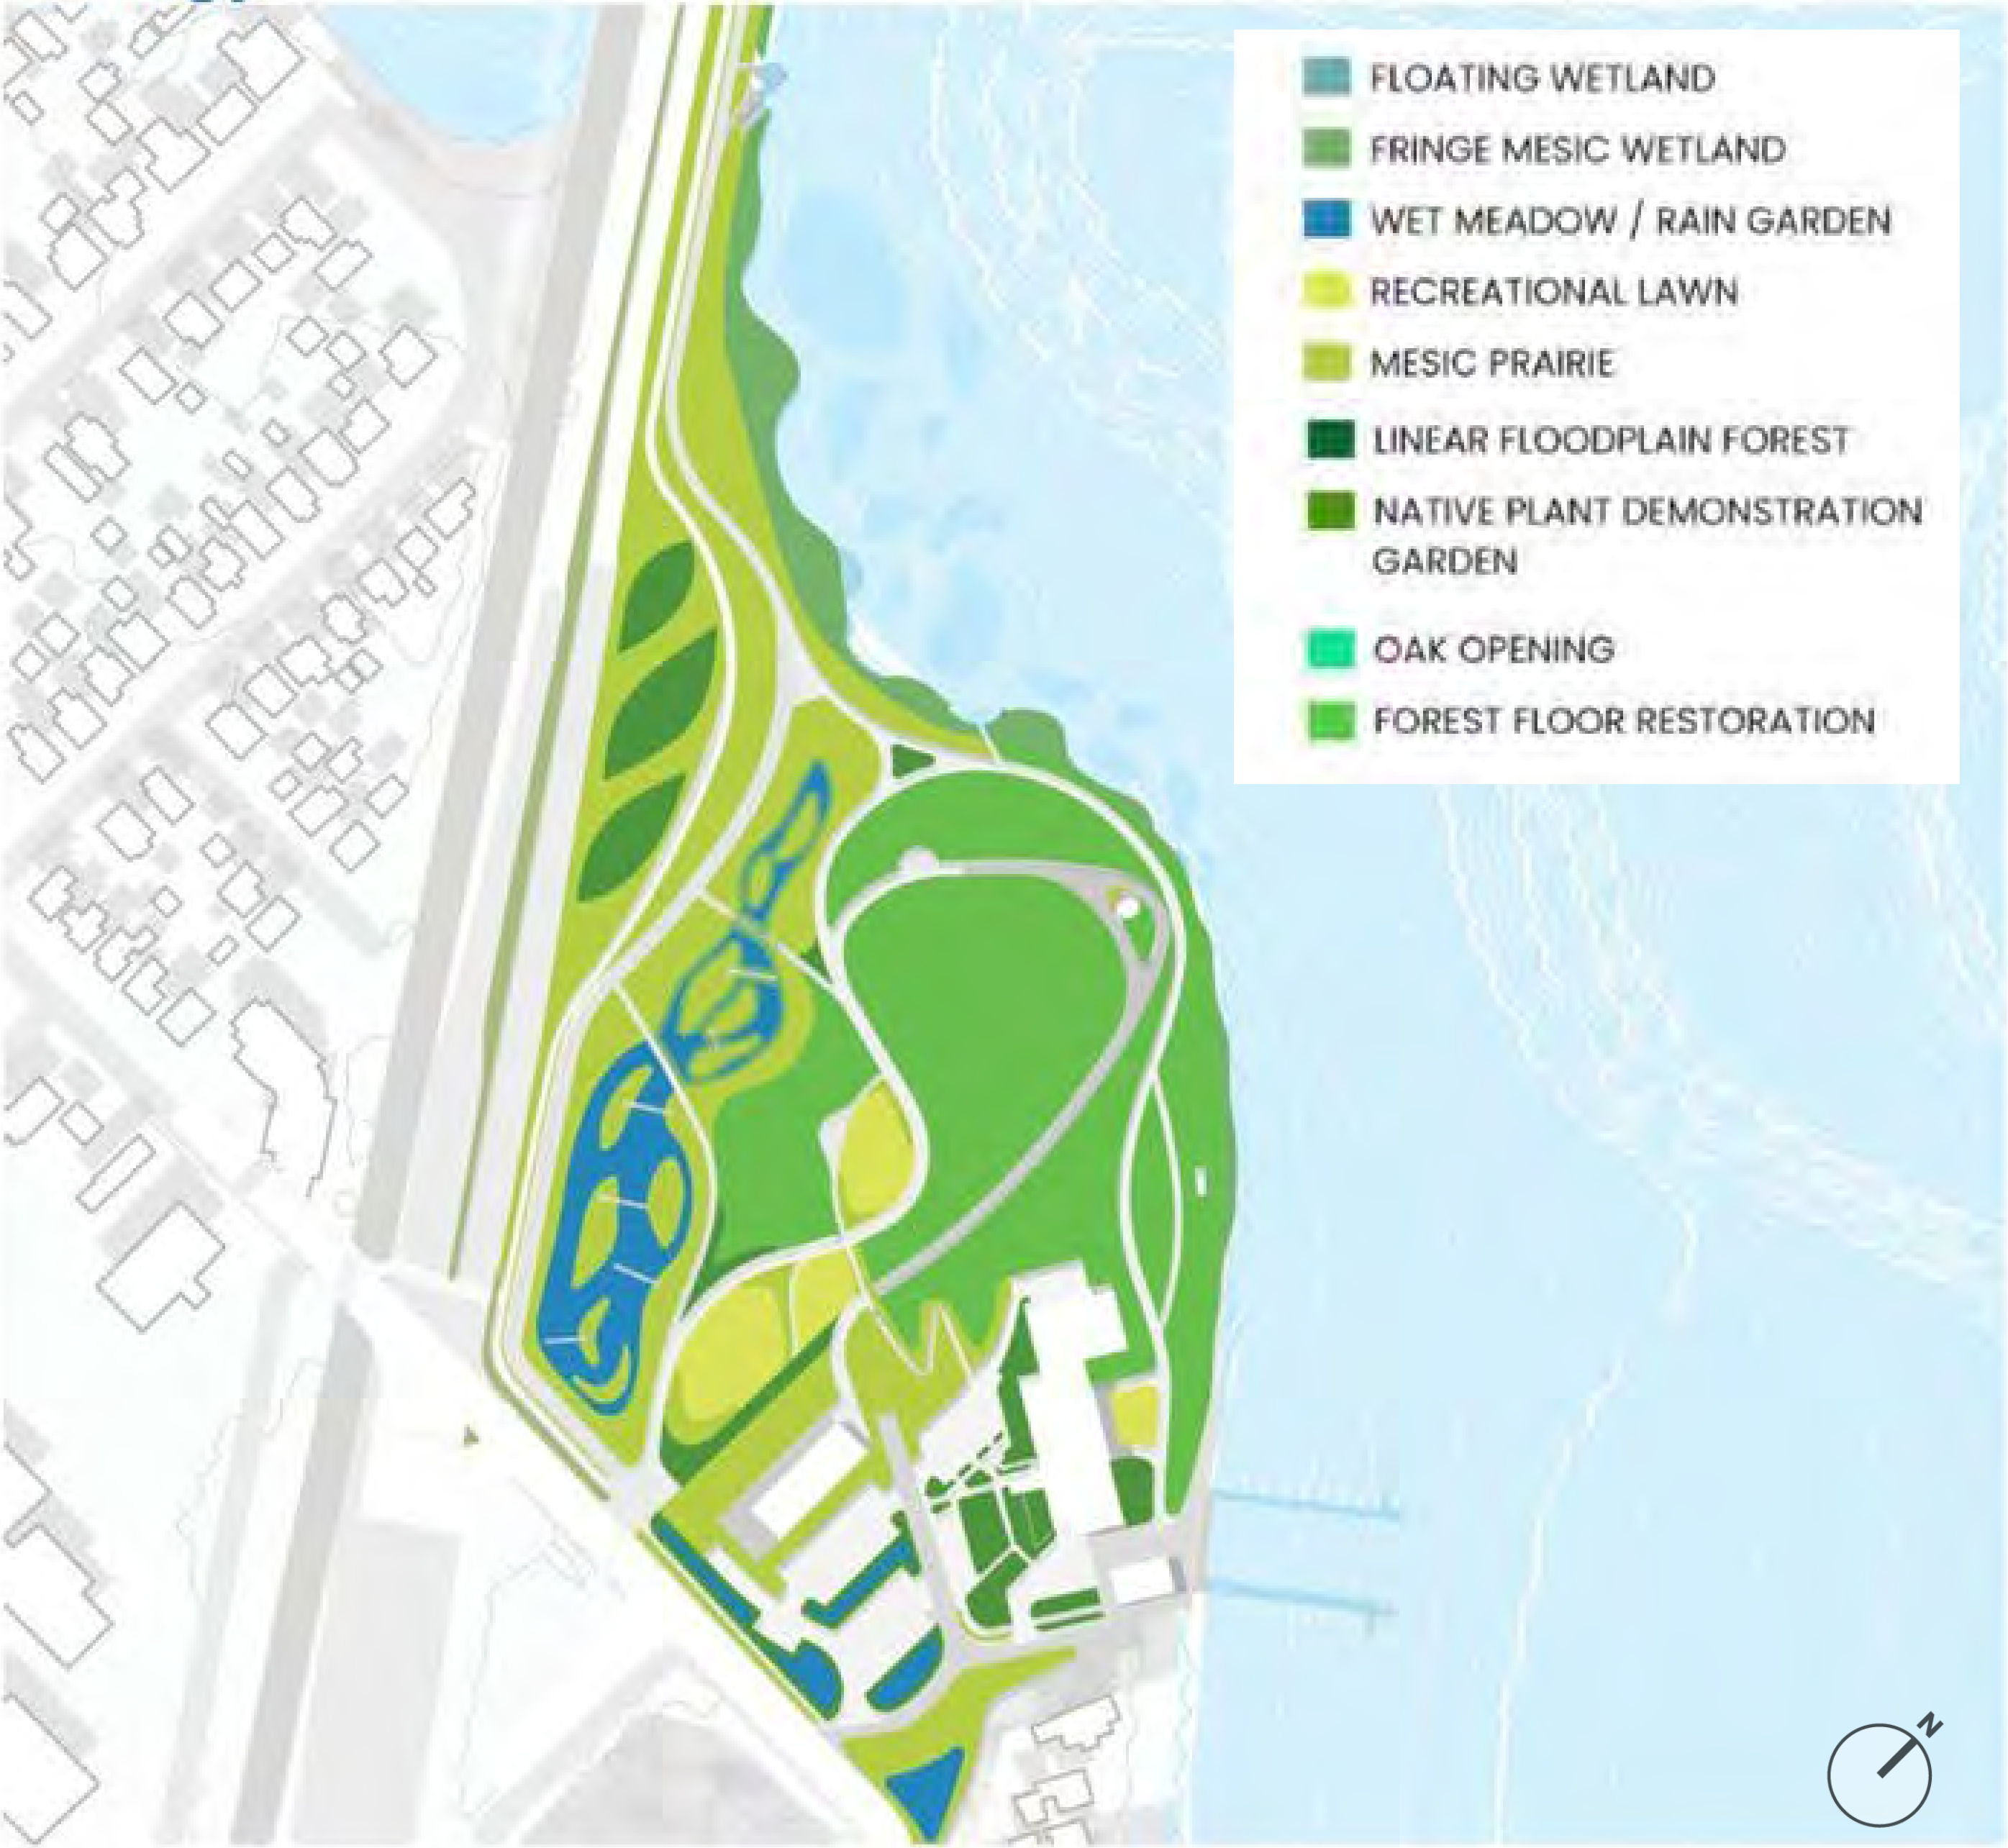 FLOATING WETLAND
FRINGE MESIC WETLAND
WET MEADOW / RAIN GARDEN
RECREATIONAL LAWN
MESIC PRAIRIE
LINEAR FLOODPLAIN FOREST
NATIVE PLANT DEMONSTRATION
GARDEN
OAK OPENING
FOREST FLOOR RESTORATION
N